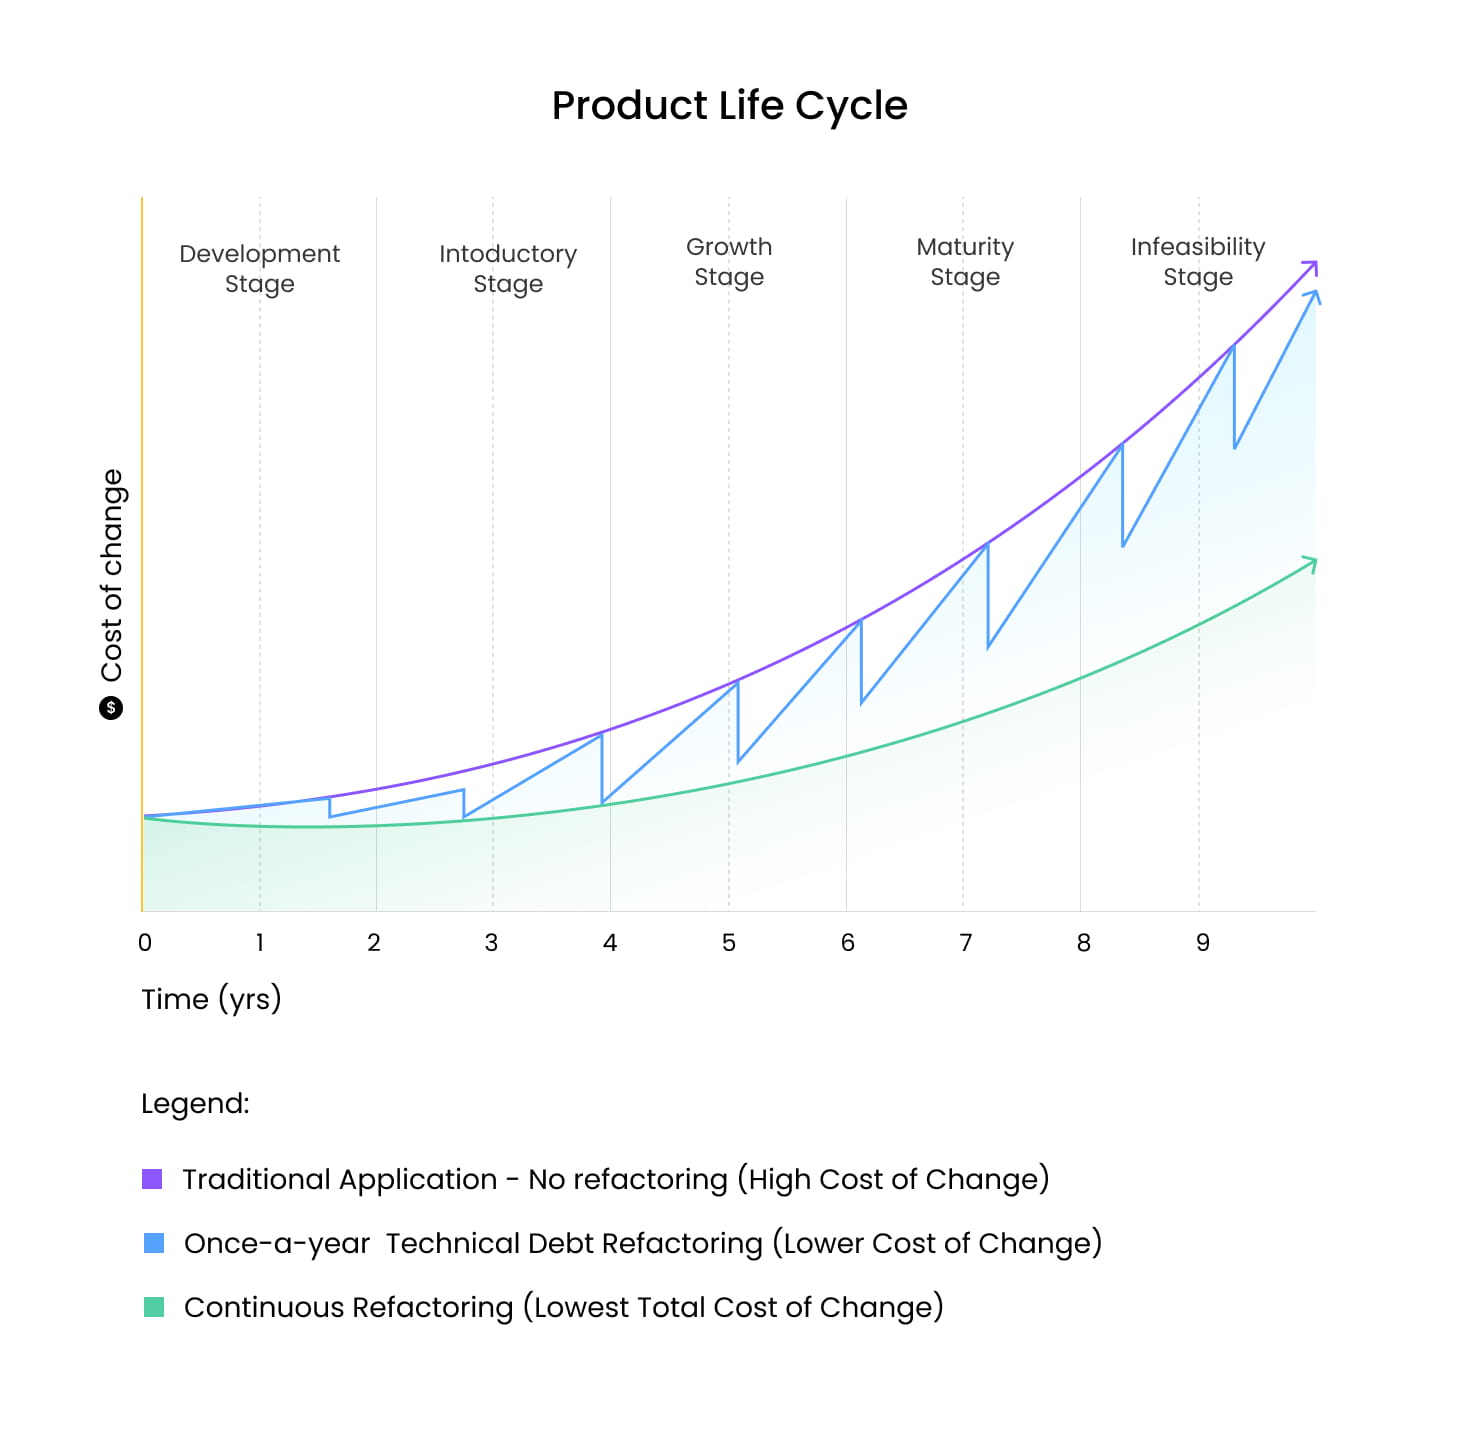 Product Life Cycle
Development
Stage
Intoductory
Stage
Growth
Stage
Maturity
Stage
Infeasibility
Stage
$ Cost of change
0 1 2 3 4 5 6 7 8 9
Time (yrs)
Legend:
Traditional Application - No refactoring (High Cost of Change)
Once-a-year  Technical Debt Refactoring (Lower Cost of Change)
Continuous Refactoring (Lowest Total Cost of Change)